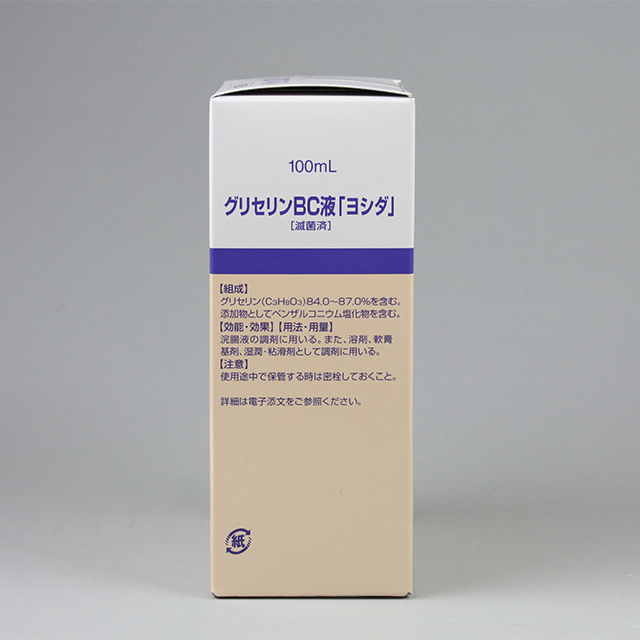 100mL
グリセリンBC液「ヨシダ」
[滅菌済]
【組成】
グリセリン(C3H8O3)84.0〜87.0%を含む。
添加物としてベンザルコニウム塩化物を含む。
【効能・効果】【用法・用量】
浣腸液の調剤に用いる。また、溶剤、軟膏
基剤、湿潤・粘滑剤として調剤に用いる。
【注意】
使用途中で保管する時は密栓しておくこと。
詳細は電子添文をご参照ください。
紙